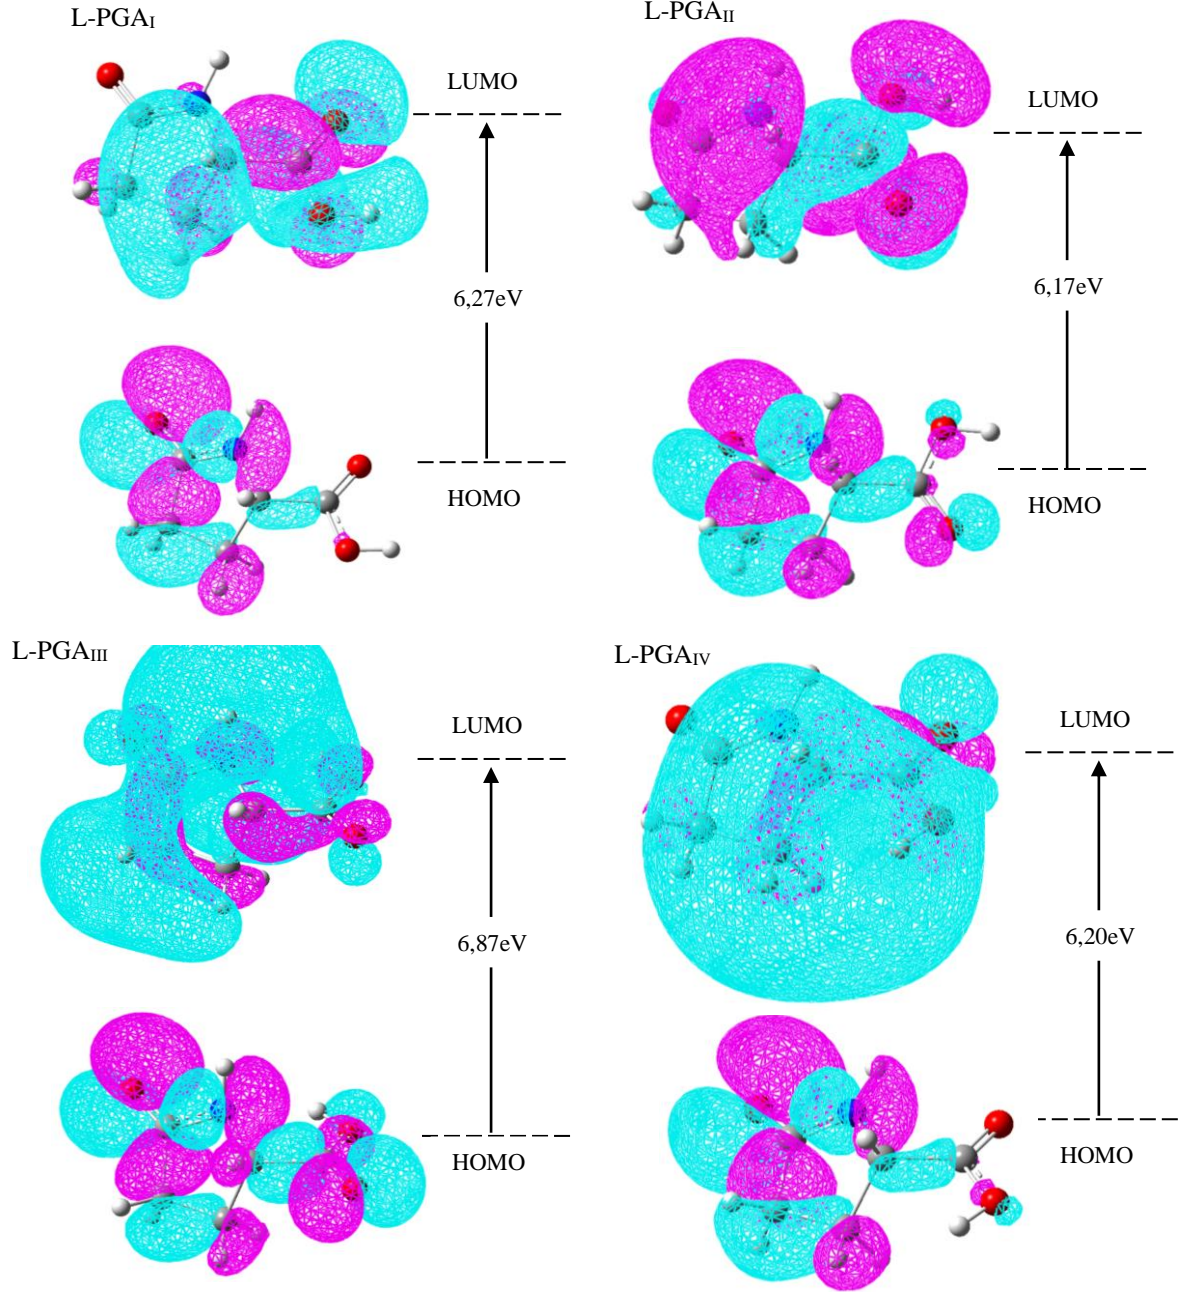 L-PGAI
LUMO
6,27eV
HOMO
L-PGAII
LUMO
6,17eV
HOMO
L-PGAIII
LUMO
6,87eV
HOMO
L-PGAIV
LUMO
6,20eV
HOMO